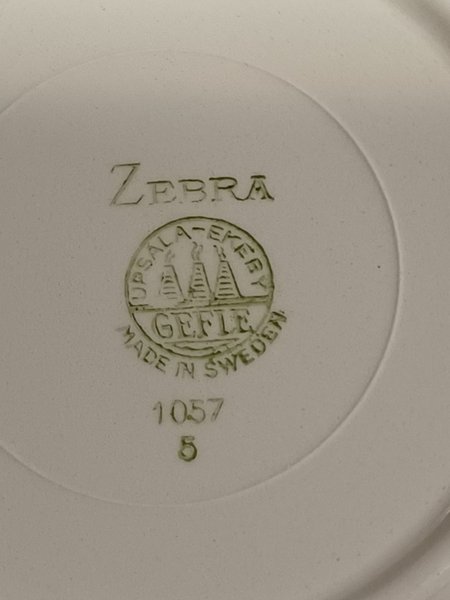 ZEBRA
UPSALA-EKEBY
GEFLE
MADE IN SWEDEN
1057
5